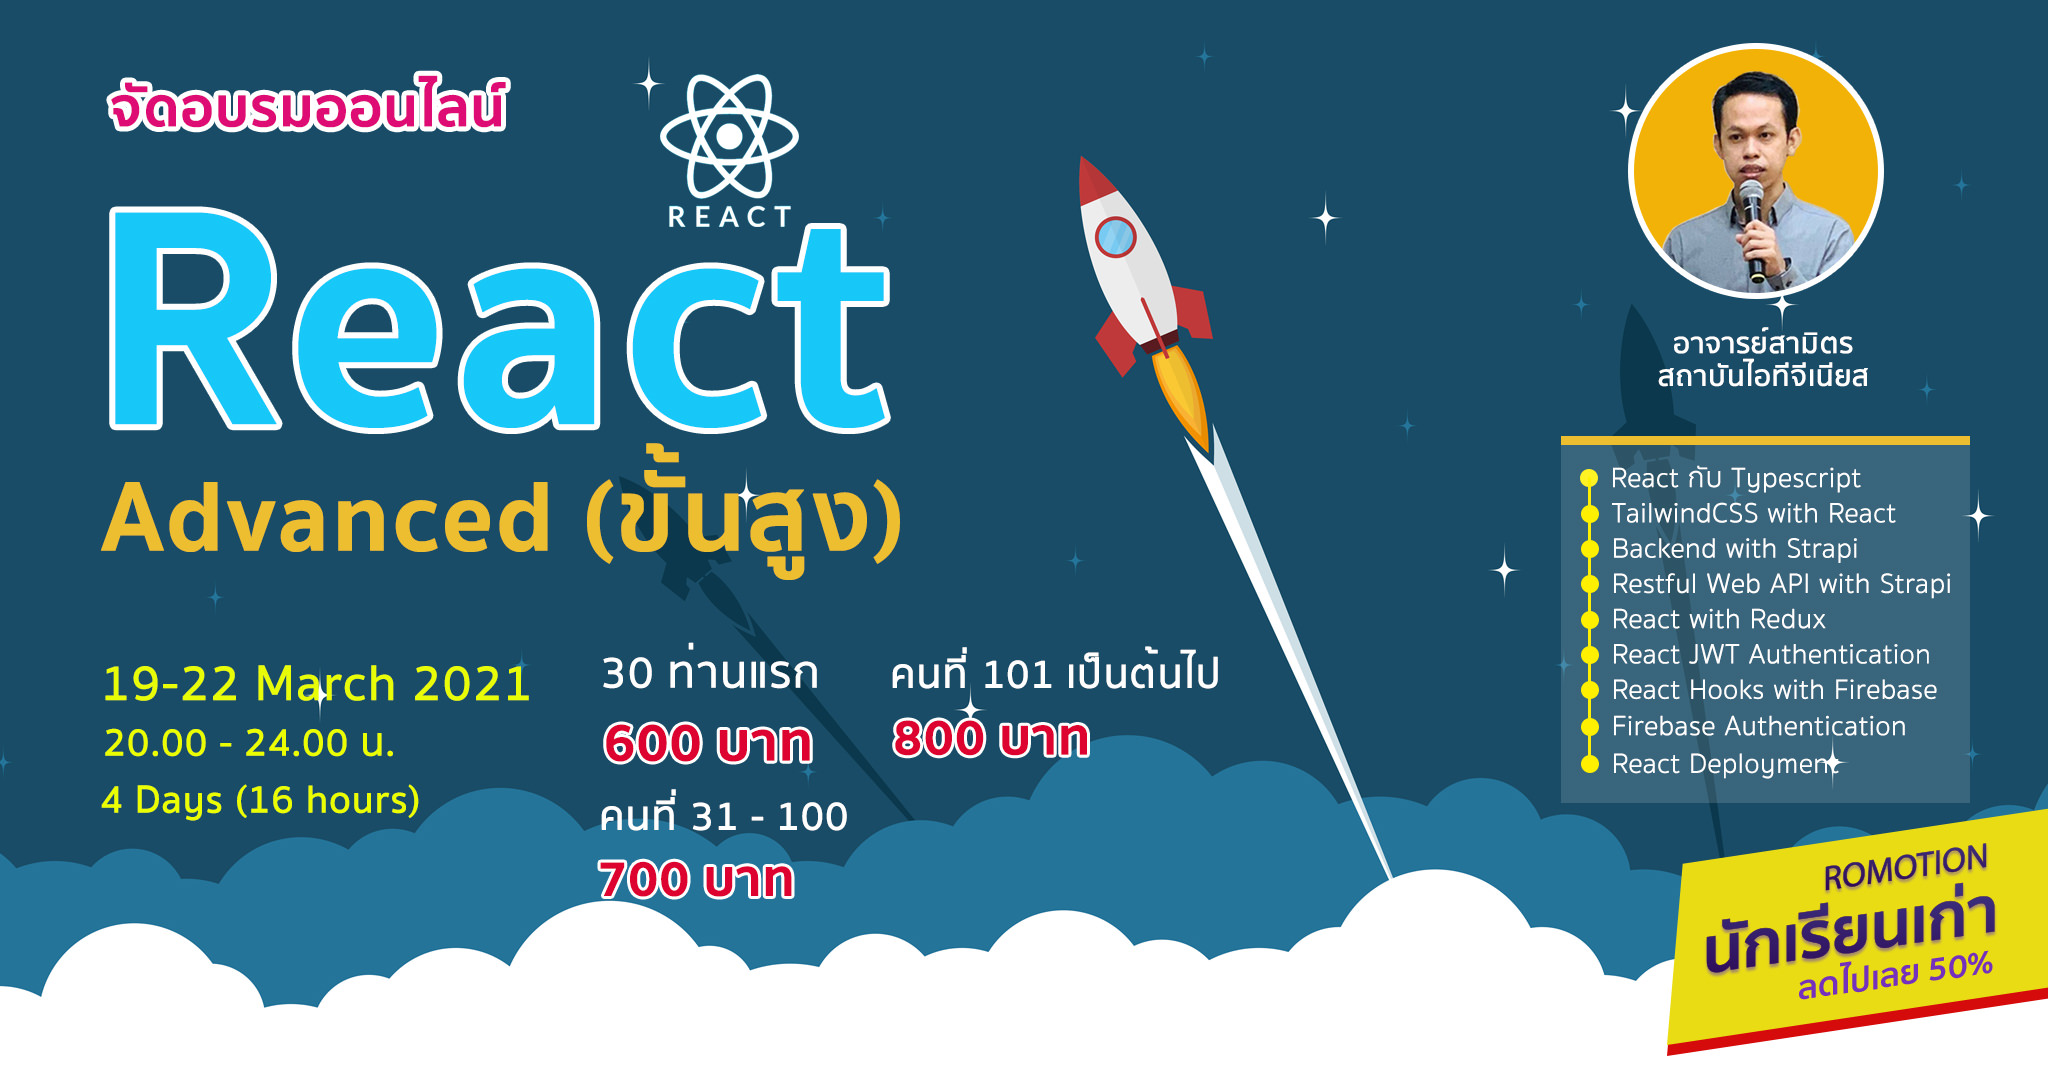 จัดอบรมออนไลน์
REACT
React
Advanced (ขั้นสูง)
19-22 March 2021
20.00 - 24.00 น.
4 Days (16 hours)
30 ท่านแรก
600 บาท
คนที่ 31 - 100
700 บาท
คนที่ 101 เป็นต้นไป
800 บาท
อาจารย์สามิตร
สถาบันไอทีจีเนียส
React กับ Typescript
TailwindCSS with React
Backend with Strapi
Restful Web API with Strapi
React with Redux
React JWT Authentication
React Hooks with Firebase
Firebase Authentication
React Deployment
ROMOTION
นักเรียนเก่า
ลดไปเลย 50%